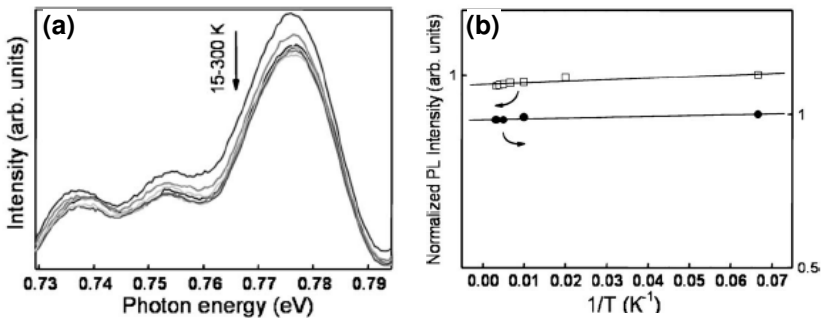 (a)
15-300 K
Intensity (arb. units)
0.73 0.74 0.75 0.76 0.77 0.78 0.79
Photon energy (eV)
(b)
Normalized PL Intensity (arb. units)
1
1
0.5
0.00 0.01 0.02 0.03 0.04 0.05 0.06 0.07
1/T (K⁻¹)